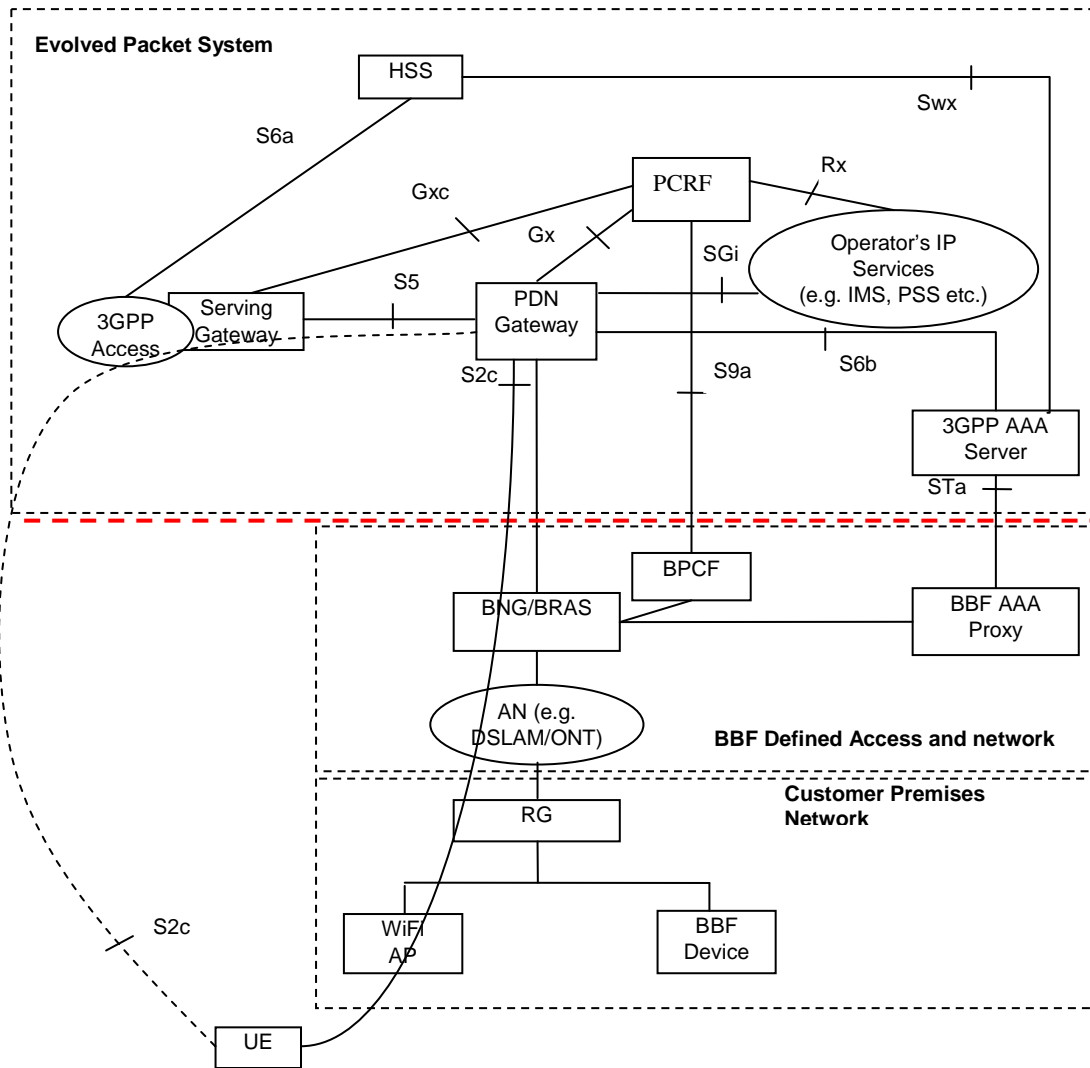 Evolved Packet System
HSS
Swx
S6a
PCRF
Rx
Gxc
Gx
SGi
Operator's IP
Services
(e.g. IMS, PSS etc.)
S5
PDN
Gateway
Serving
Gateway
3GPP
Access
S2c
S9a
S6b
3GPP AAA
Server
STa
BPCF
BNG/BRAS
BBF AAA
Proxy
AN (e.g.
DSLAM/ONT)
BBF Defined Access and network
Customer Premises
Network
RG
WiFI
AP
BBF
Device
S2c
UE